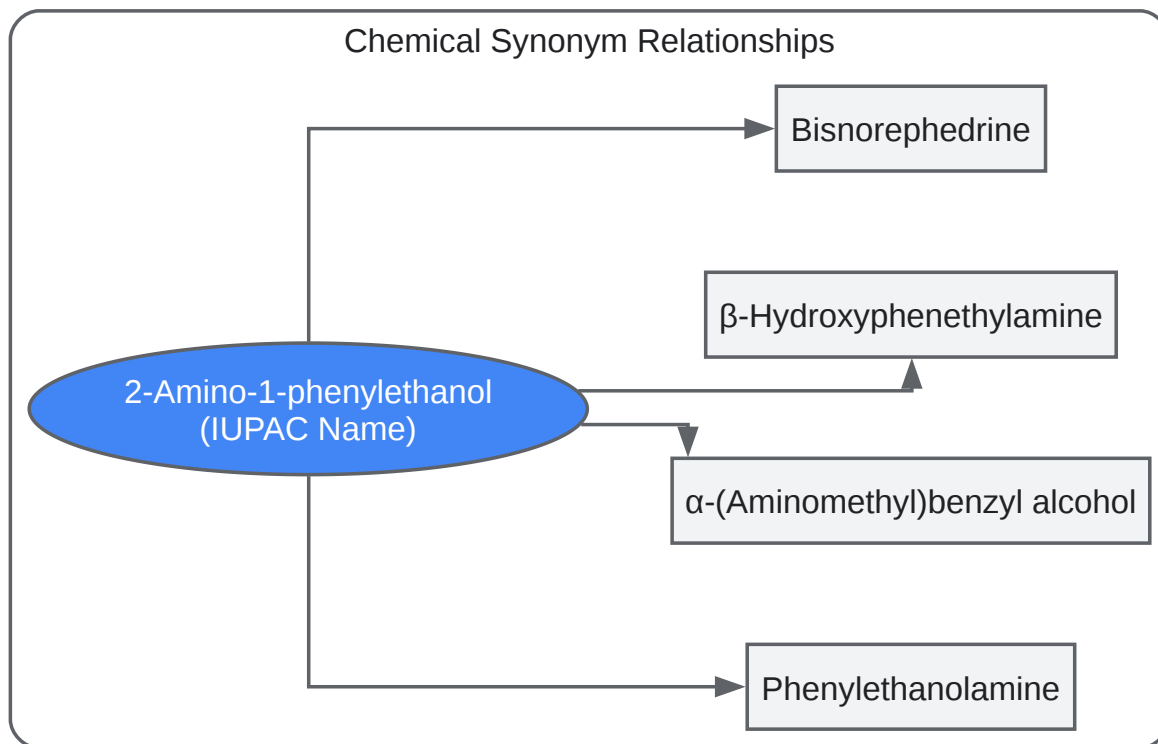 Chemical Synonym Relationships
Bisnorephedrine
β-Hydroxyphenethylamine
2-Amino-1-phenylethanol
(IUPAC Name)
α-(Aminomethyl)benzyl alcohol
Phenylethanolamine